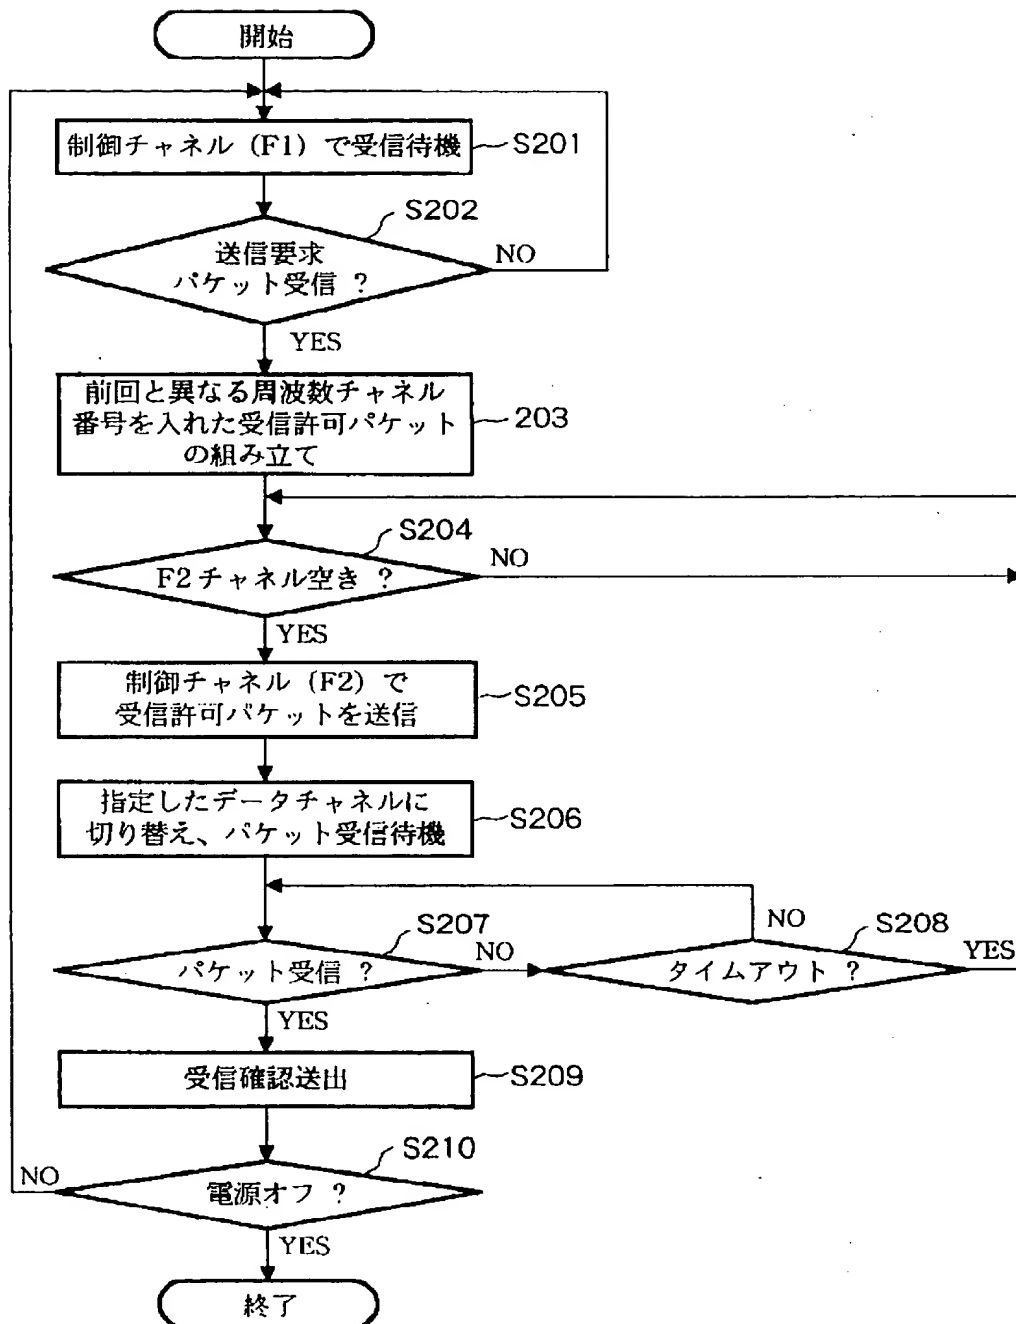 開始
制御チャネル (F1) で受信待機
S201
S202
送信要求
パケット受信 ?
NO
YES
前回と異なる周波数チャネル
番号を入れた受信許可パケット
の組み立て
203
S204
F2チャネル空き ?
NO
YES
制御チャネル (F2) で
受信許可パケットを送信
S205
指定したデータチャネルに
切り替え、パケット受信待機
S206
S207
パケット受信 ?
NO
YES
NO
S208
タイムアウト ?
YES
受信確認送出
S209
S210
電源オフ ?
NO
YES
終了